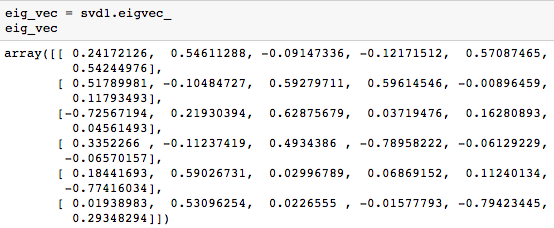 eig_vec = svd1.eigvec_
eig_vec
array([[ 0.24172126,  0.54611288, -0.09147336, -0.12171512,  0.57087465,
         0.54244976],
       [ 0.51789981, -0.10484727,  0.59279711,  0.59614546, -0.00896459,
         0.11793493],
       [-0.72567194,  0.21930394,  0.62875679,  0.03719476,  0.16280893,
         0.04561493],
       [ 0.3352266 , -0.11237419,  0.4934386 , -0.78958222, -0.06129229,
        -0.06570157],
       [ 0.18441693,  0.59026731,  0.02996789,  0.06869152,  0.11240134,
        -0.77416034],
       [ 0.01938983,  0.53096254,  0.0226555 , -0.01577793, -0.79423445,
         0.29348294]])